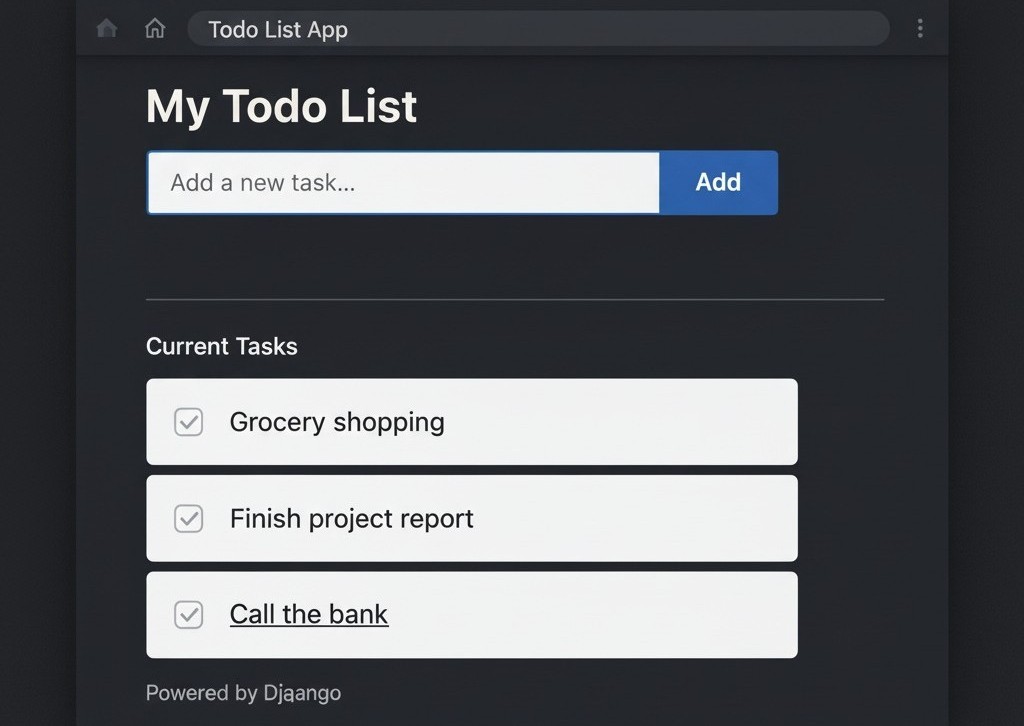 Todo List App
My Todo List
Add a new task...
Add
Current Tasks
Grocery shopping
Finish project report
Call the bank
Powered by Djaango